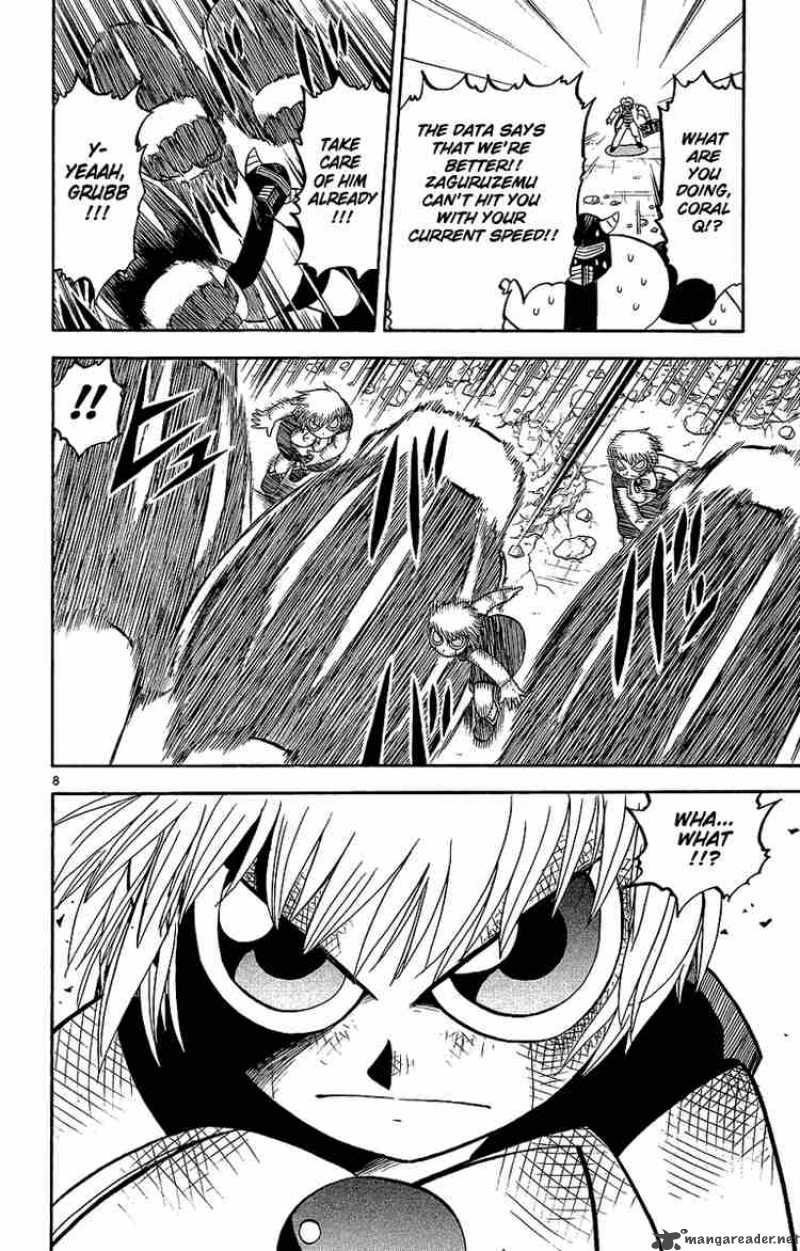 WHAT
ARE
YOU
DOING,
CORAL
Q!?
THE DATA SAYS
THAT WE'RE
BETTER!!
ZAGURUZEMU
CAN'T HIT YOU
WITH YOUR
CURRENT SPEED!!
TAKE
CARE
OF HIM
ALREADY
!!!
Y-
YEAAH,
GRUBB
!!!
!!
8
WHA...
WHAT
!!?
mangareader.net